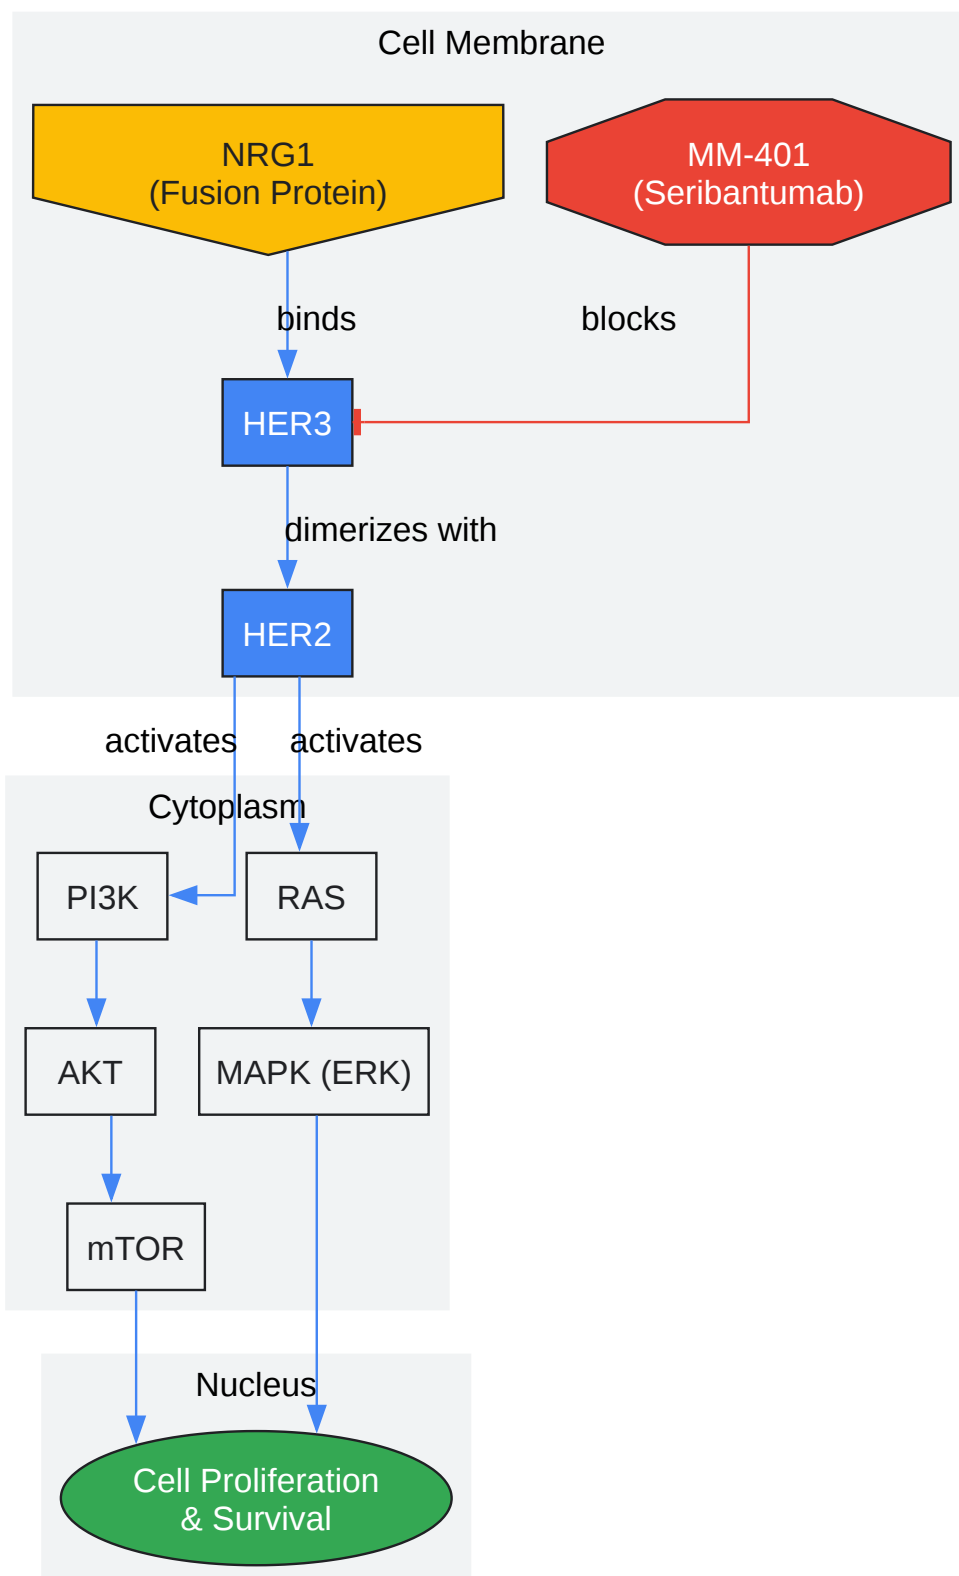 Cell Membrane
NRG1
(Fusion Protein)
MM-401
(Seribantumab)
binds
blocks
HER3
dimerizes with
HER2
activates
activates
Cytoplasm
PI3K
RAS
AKT
MAPK (ERK)
mTOR
Nucleus
Cell Proliferation
& Survival